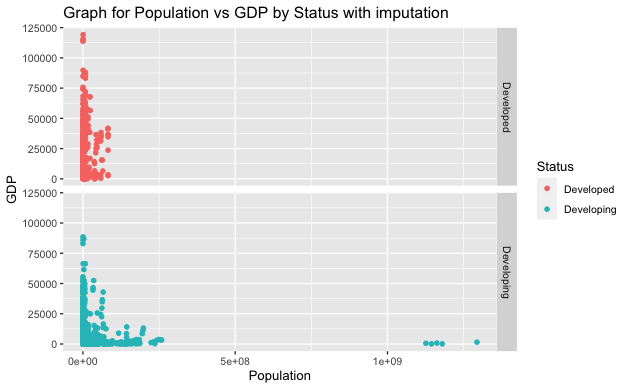 Graph for Population vs GDP by Status with imputation
GDP
125000
100000
75000
50000
25000
0
Developed
125000
100000
75000
50000
25000
0
Developing
0e+00 5e+08 1e+09
Population
Status
Developed
Developing